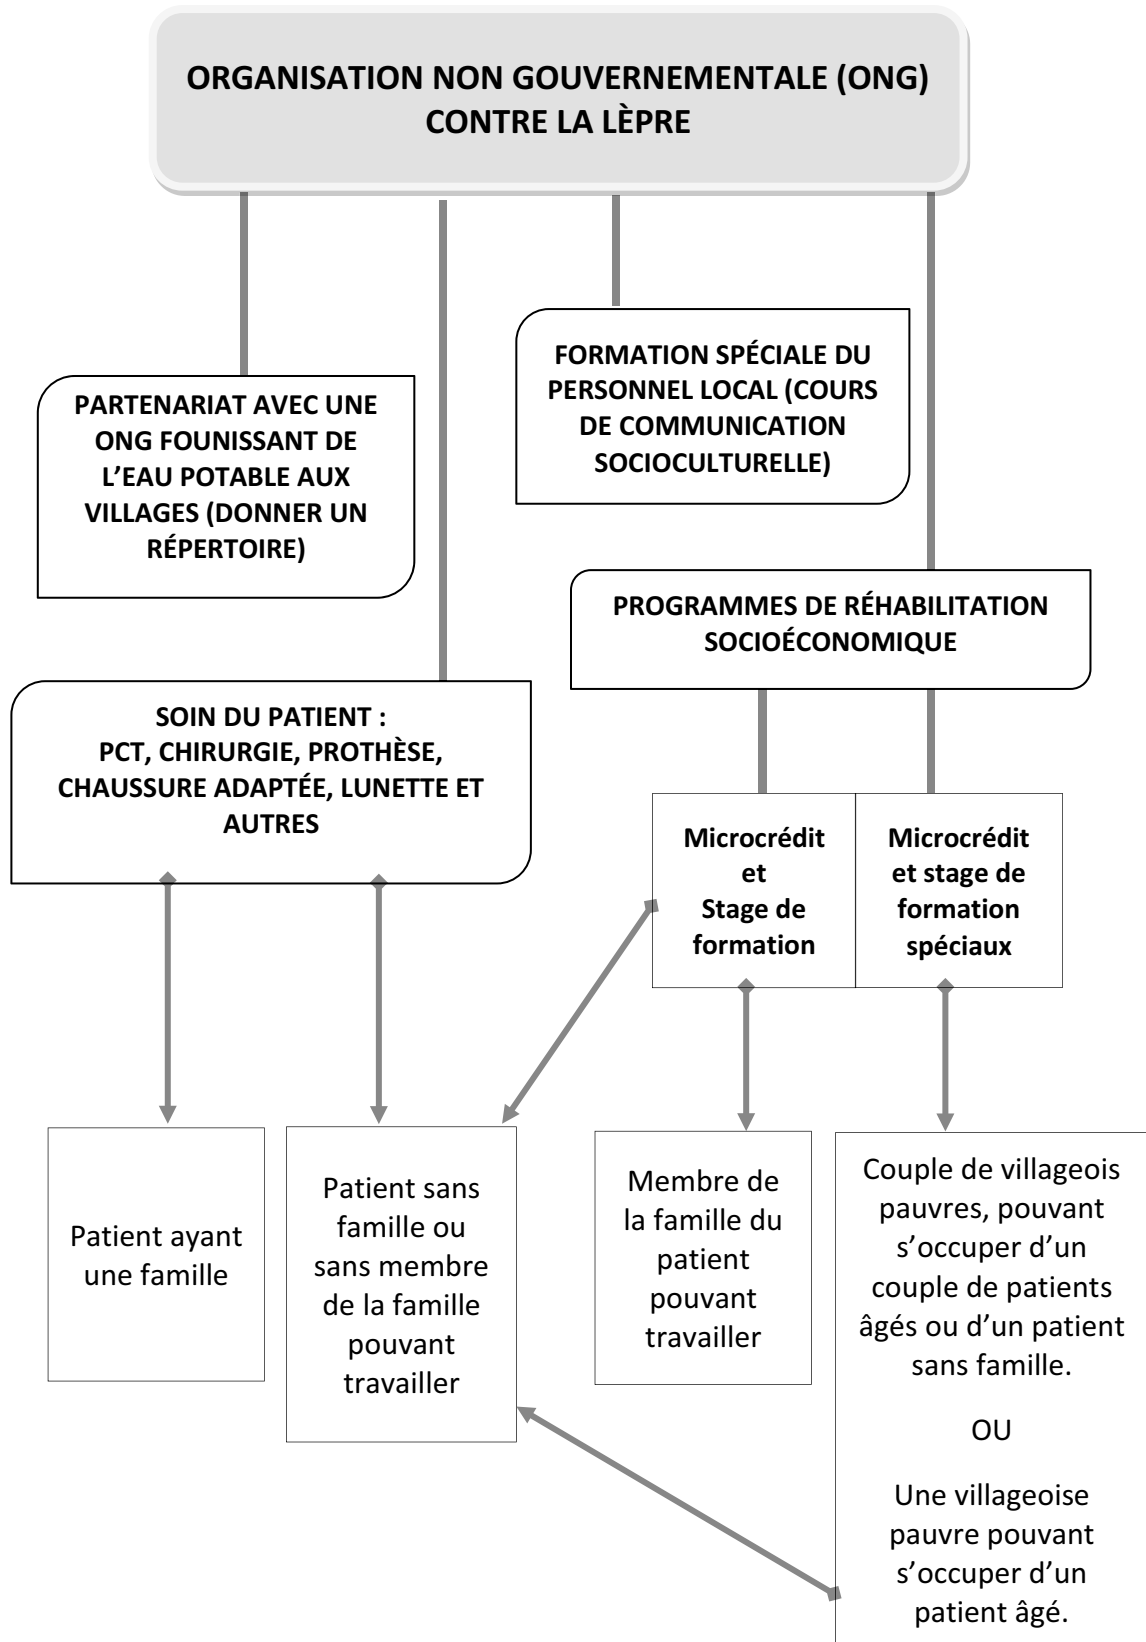 ORGANISATION NON GOUVERNEMENTALE (ONG)
CONTRE LA LÈPRE
FORMATION SPÉCIALE DU
PERSONNEL LOCAL (COURS
DE COMMUNICATION
SOCIOCULTURELLE)
PARTENARIAT AVEC UNE
ONG FOUNISSANT DE
L’EAU POTABLE AUX
VILLAGES (DONNER UN
RÉPERTOIRE)
PROGRAMMES DE RÉHABILITATION
SOCIOÉCONOMIQUE
SOIN DU PATIENT :
PCT, CHIRURGIE, PROTHÈSE,
CHAUSSURE ADAPTÉE, LUNETTE ET
AUTRES
Microcrédit
et
Stage de
formation
Microcrédit
et stage de
formation
spéciaux
Patient ayant
une famille
Patient sans
famille ou
sans membre
de la famille
pouvant
travailler
Membre de
la famille du
patient
pouvant
travailler
Couple de villageois
pauvres, pouvant
s’occuper d’un
couple de patients
âgés ou d’un patient
sans famille.
OU
Une villageoise
pauvre pouvant
s’occuper d’un
patient âgé.